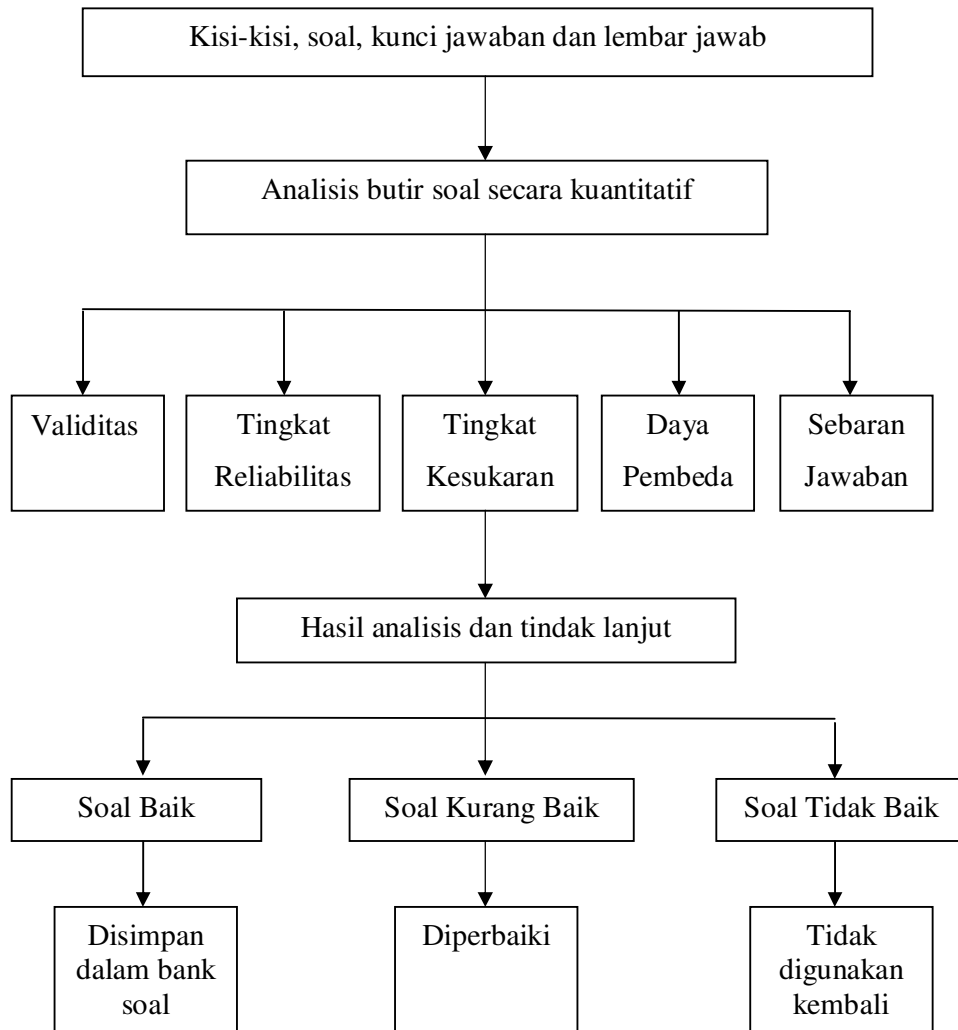 Kisi-kisi, soal, kunci jawaban dan lembar jawab
Analisis butir soal secara kuantitatif
Validitas
Tingkat
Reliabilitas
Tingkat
Kesukaran
Daya
Pembeda
Sebaran
Jawaban
Hasil analisis dan tindak lanjut
Soal Baik
Soal Kurang Baik
Soal Tidak Baik
Disimpan
dalam bank
soal
Diperbaiki
Tidak
digunakan
kembali